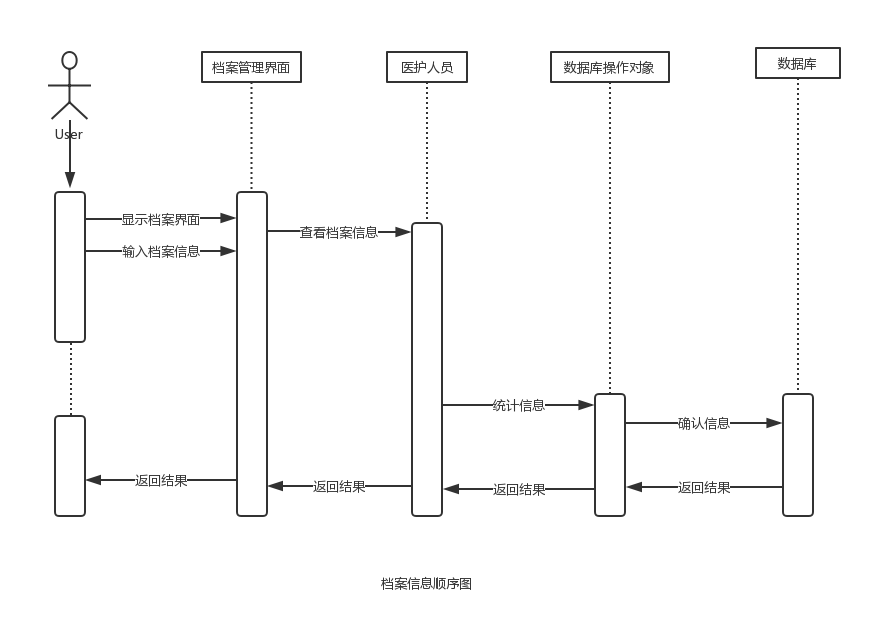 档案管理界面
医护人员
数据库操作对象
数据库
User
显示档案界面
查看档案信息
输入档案信息
统计信息
确认信息
返回结果
返回结果
返回结果
返回结果
档案信息顺序图